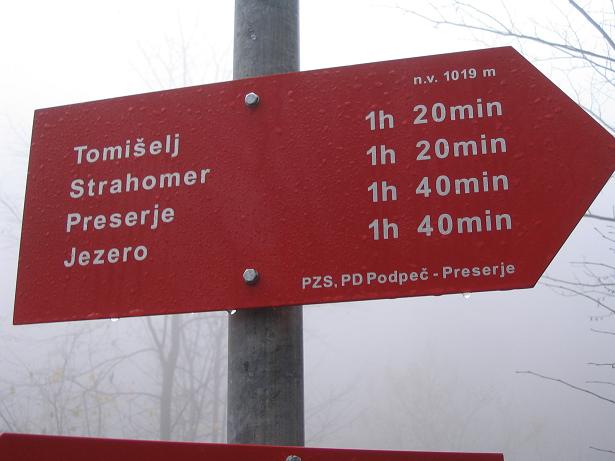 n.v. 1019 m
Tomišelj 1h 20min
Strahomer 1h 20min
Preserje 1h 40min
Jezero 1h 40min
PZS, PD Podpeč - Preserje